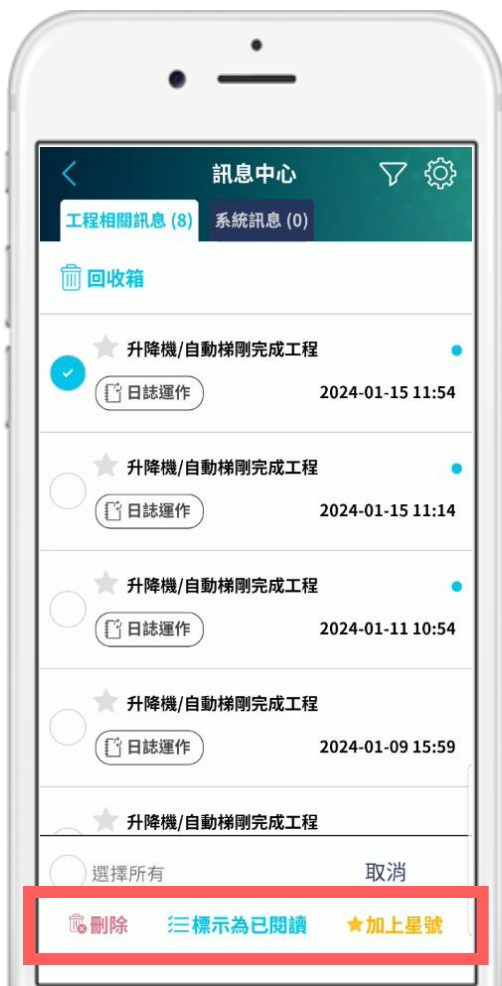 訊息中心
工程相關訊息 (8) 系統訊息 (0)
回收箱
升降機/自動梯剛完成工程
日誌運作 2024-01-15 11:54
升降機/自動梯剛完成工程
日誌運作 2024-01-15 11:14
升降機/自動梯剛完成工程
日誌運作 2024-01-11 10:54
升降機/自動梯剛完成工程
日誌運作 2024-01-09 15:59
升降機/自動梯剛完成工程
選擇所有 取消
刪除 標示為已閱讀 加上星號